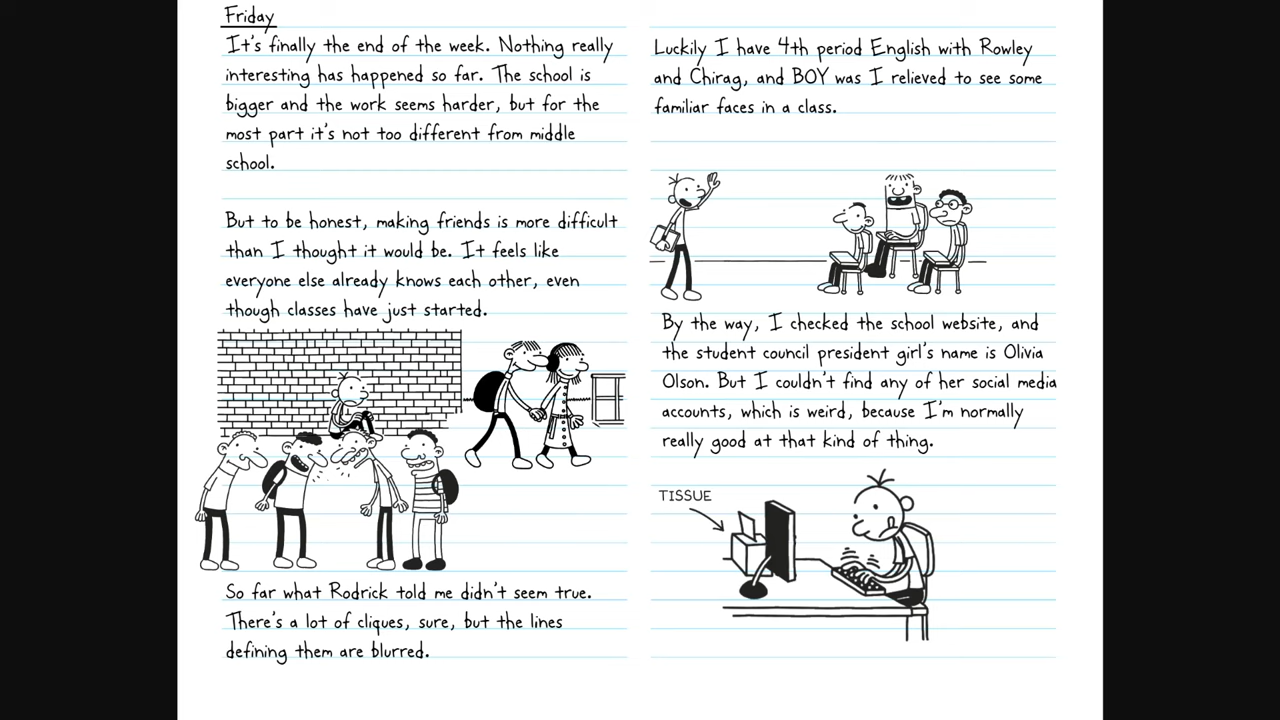 Friday
It's finally the end of the week. Nothing really
interesting has happened so far. The school is
bigger and the work seems harder, but for the
most part it's not too different from middle
school.
But to be honest, making friends is more difficult
than I thought it would be. It feels like
everyone else already knows each other, even
though classes have just started.
So far what Rodrick told me didn't seem true.
There's a lot of cliques, sure, but the lines
defining them are blurred.
Luckily I have 4th period English with Rowley
and Chirag, and BOY was I relieved to see some
familiar faces in a class.
By the way, I checked the school website, and
the student council president girl's name is Olivia
Olson. But I couldn't find any of her social media
accounts, which is weird, because I'm normally
really good at that kind of thing.
TISSUE